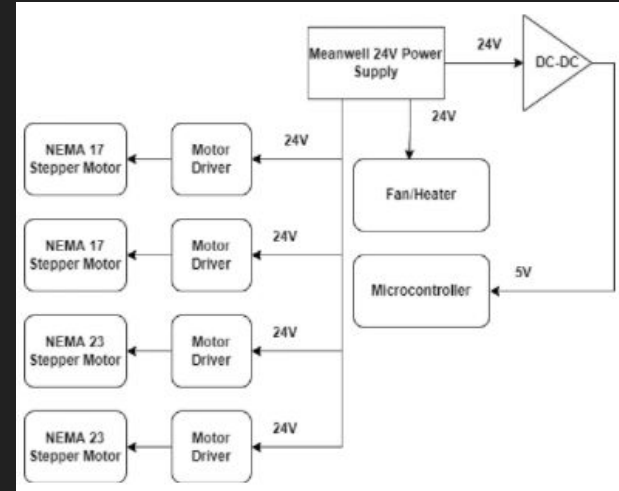 Meanwell 24V Power
Supply
24V
DC-DC
24V
Fan/Heater
5V
Microcontroller
NEMA 17
Stepper Motor
Motor
Driver
24V
NEMA 17
Stepper Motor
Motor
Driver
24V
NEMA 23
Stepper Motor
Motor
Driver
24V
NEMA 23
Stepper Motor
Motor
Driver
24V